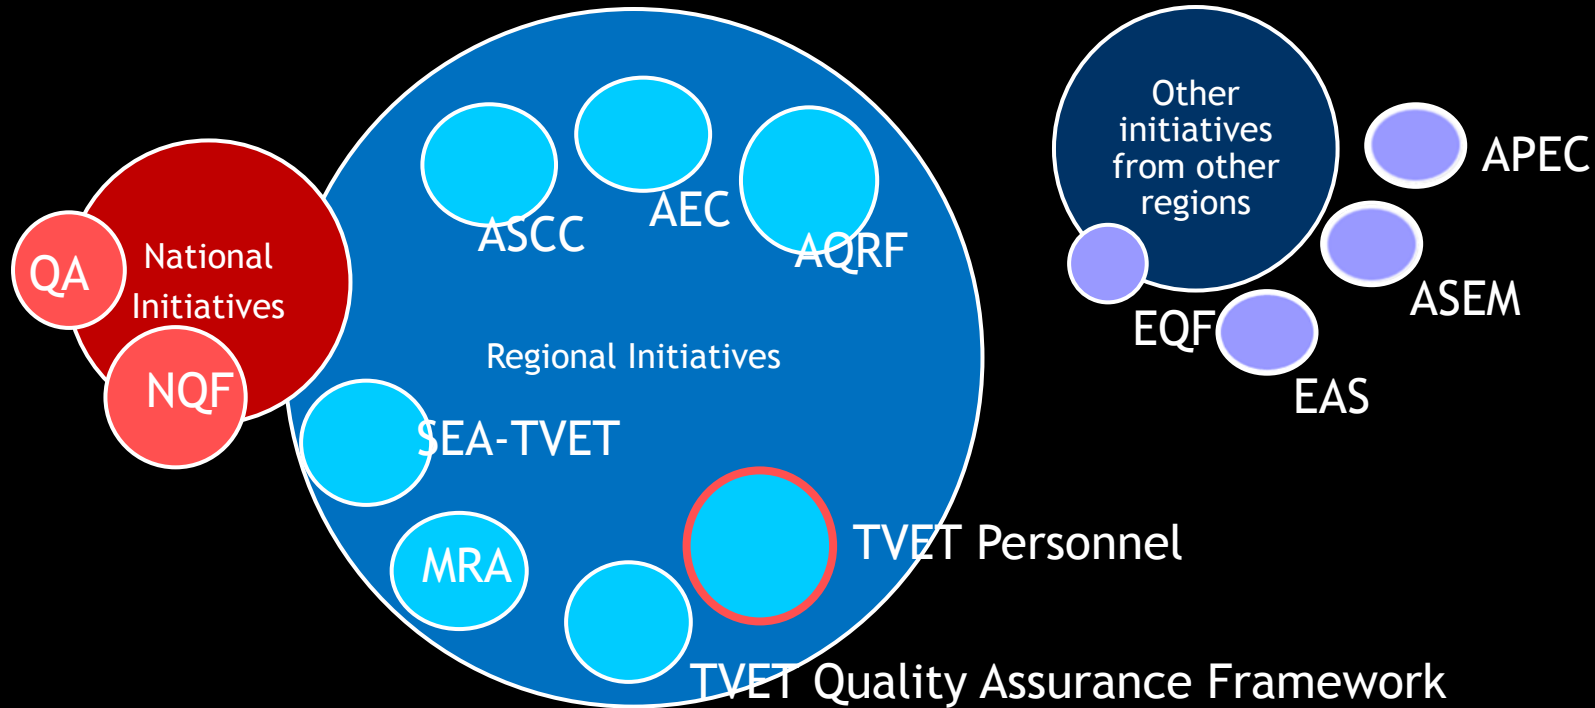 QA
National
Initiatives
NQF
ASCC
AEC
AQRF
Regional Initiatives
SEA-TVET
MRA
TVET Personnel
TVET Quality Assurance Framework
Other
initiatives
from other
regions
APEC
ASEM
EQF
EAS